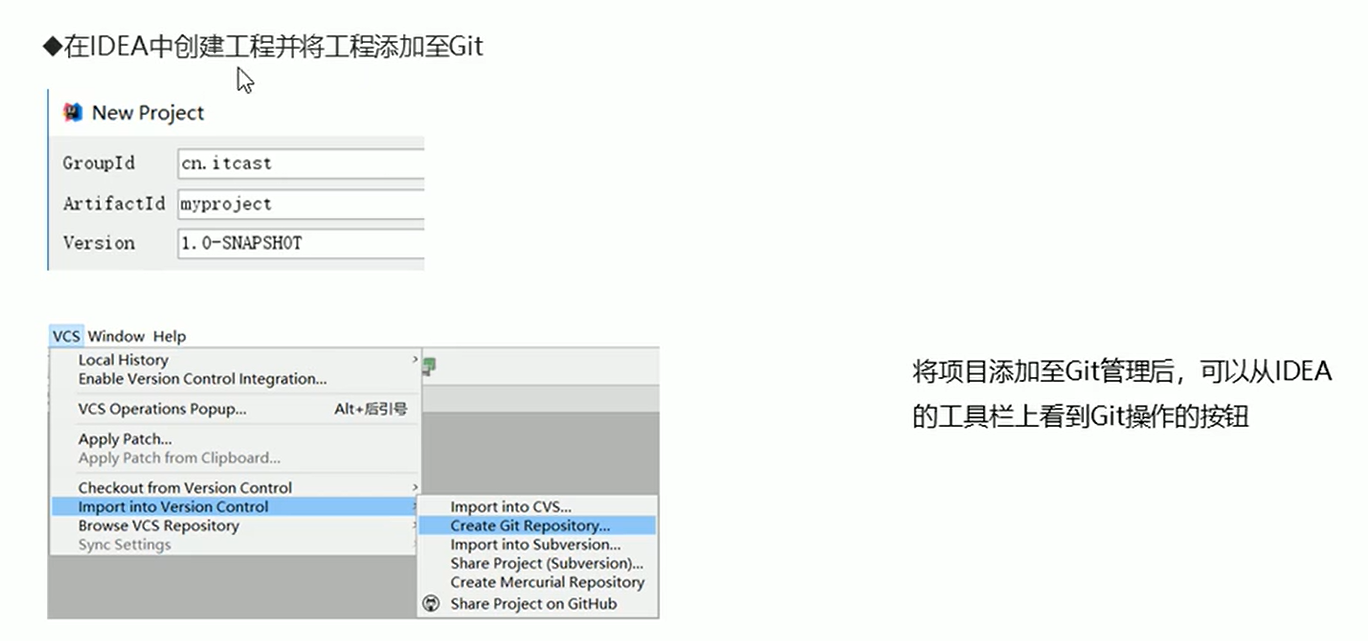 ◆在IDEA中创建工程并将工程添加至Git
New Project
GroupId cn.itcast
ArtifactId myproject
Version 1.0-SNAPSHOT
VCS Window Help
Local History
Enable Version Control Integration...
VCS Operations Popup... Alt+后引号
Apply Patch...
Apply Patch from Clipboard...
Checkout from Version Control
Import into Version Control
Browse VCS Repository
Sync Settings
Import into CVS...
Create Git Repository...
Import into Subversion...
Share Project (Subversion)...
Create Mercurial Repository
Share Project on GitHub
将项目添加至Git管理后，可以从IDEA
的工具栏上看到Git操作的按钮